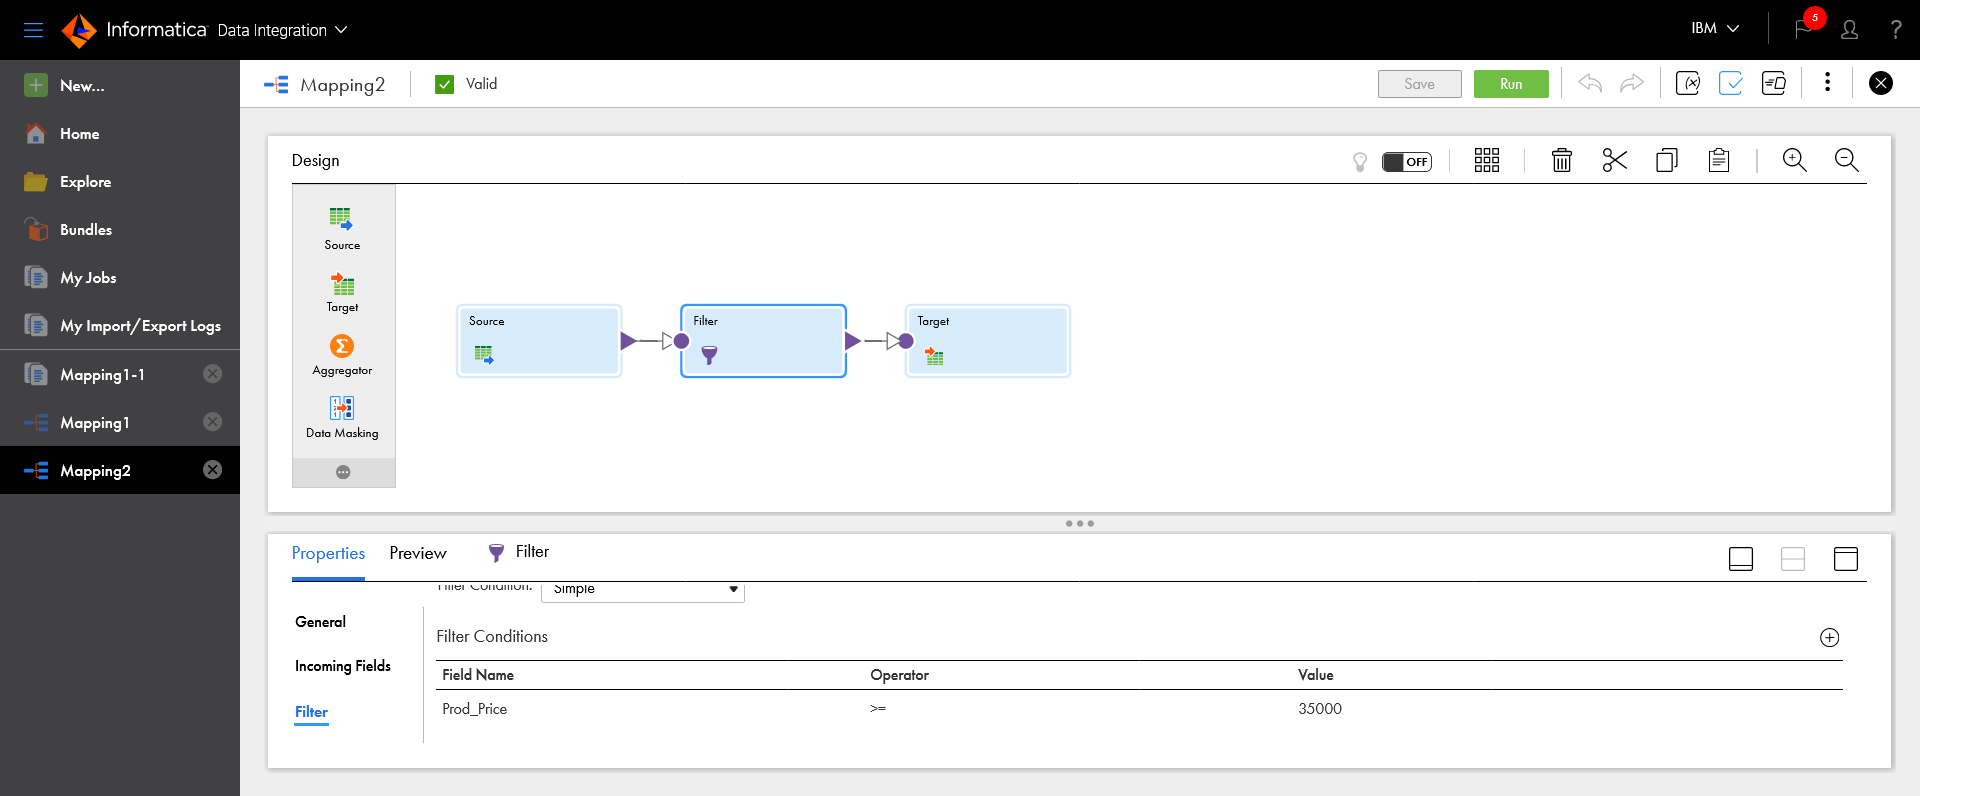 Informatica Data Integration
IBM
5
New...
Home
Explore
Bundles
My Jobs
My Import/Export Logs
Mapping1-1
Mapping1
Mapping2
Mapping2
Valid
Save
Run
Design
OFF
Source
Target
Aggregator
Data Masking
Source
Filter
Target
Properties
Preview
Filter
Filter Condition:
Simple
General
Incoming Fields
Filter
Filter Conditions
Field Name
Operator
Value
Prod_Price
>=
35000